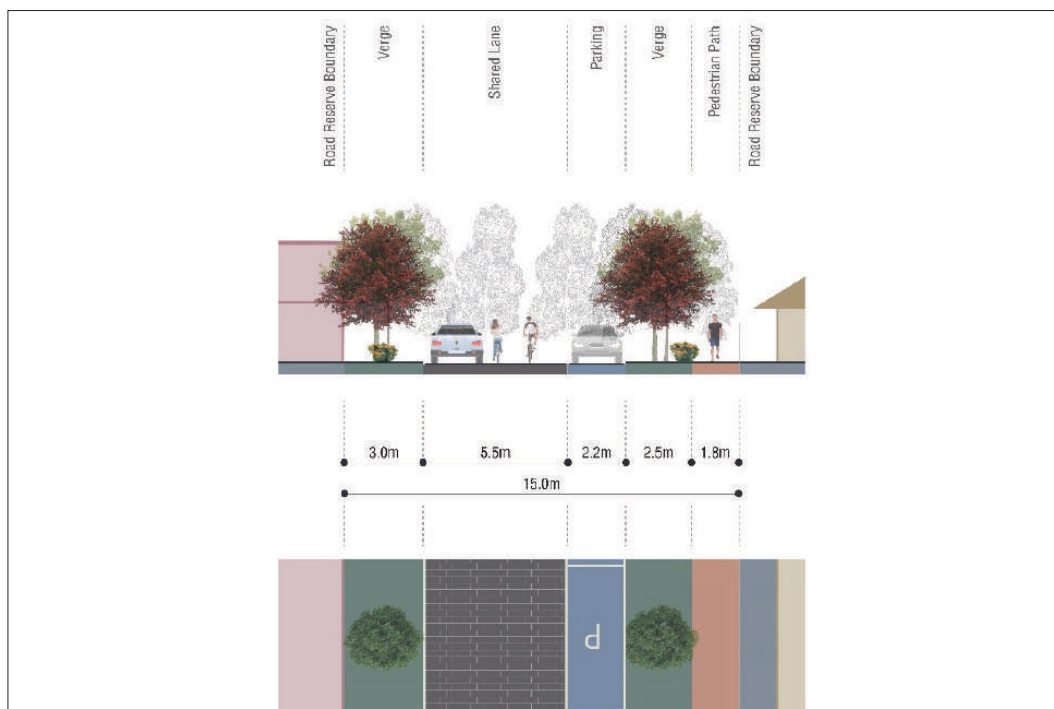 Road Reserve Boundary
Verge
Shared Lane
Parking
Verge
Pedestrian Path
Road Reserve Boundary
3.0m
5.5m
2.2m
2.5m
1.8m
15.0m
P